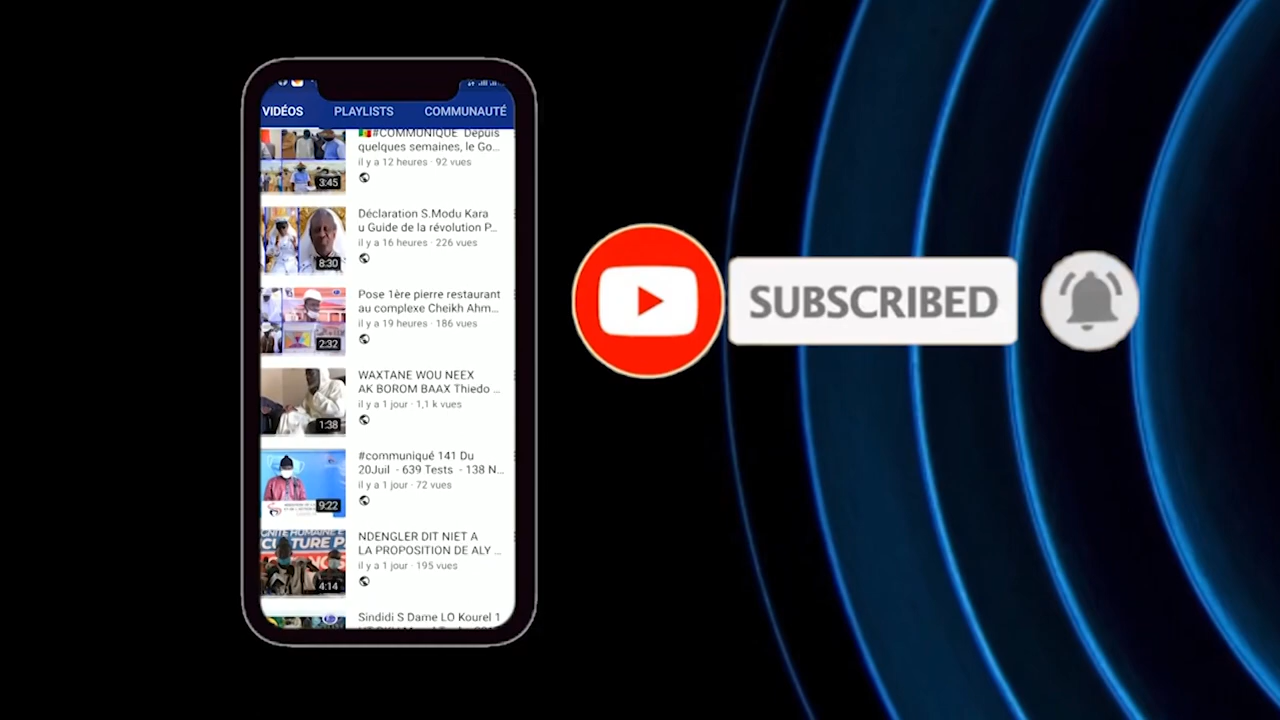 VIDÉOS PLAYLISTS COMMUNAUTÉ
#COMMUNIQUÉ Depuis
quelques semaines, le Go...
il y a 12 heures · 92 vues
3:45
Déclaration S.Modu Kara
u Guide de la révolution P...
il y a 16 heures · 226 vues
8:30
Pose 1ère pierre restaurant
au complexe Cheikh Ahm...
il y a 19 heures · 186 vues
2:32
WAXTANE WOU NEEX
AK BOROM BAAX Thiedo ...
il y a 1 jour · 1,1 k vues
1:38
#communiqué 141 Du
20Juil - 639 Tests - 138 N...
il y a 1 jour · 72 vues
9:22
NDENGLER DIT NIET A
LA PROPOSITION DE ALY ...
il y a 1 jour · 195 vues
4:14
Sindidi S Dame LO Kourel 1
SUBSCRIBED